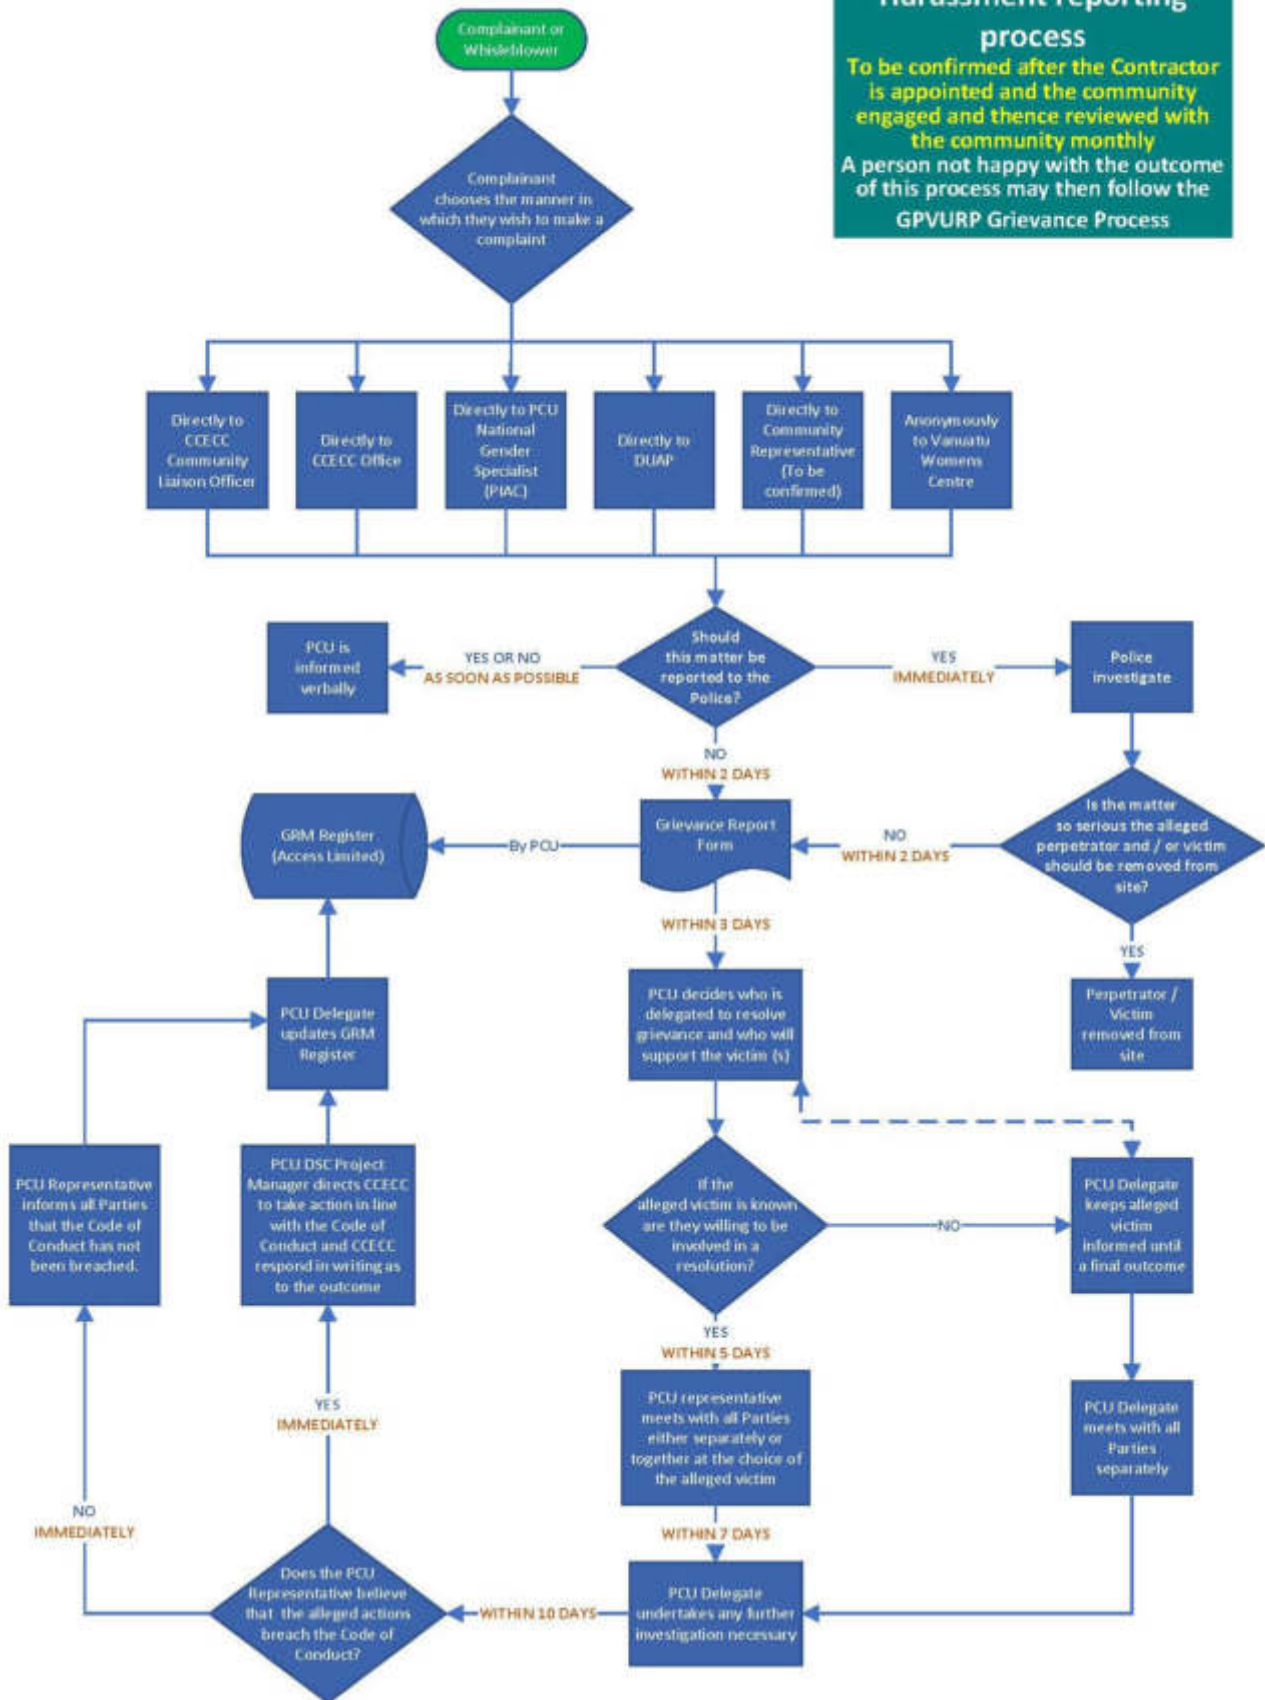 Harassment reporting
process
To be confirmed after the Contractor
is appointed and the community
engaged and thence reviewed with
the community monthly
A person not happy with the outcome
of this process may then follow the
GPVURP Grievance Process
Complainant or
Whisleblower
Complainant
chooses the manner in
which they wish to make a
complaint
Directly to
CCECC
Community
Liaison Officer
Directly to
CCECC Office
Directly to PCU
National
Gender
Specialist
(PIAC)
Directly to
DUAP
Directly to
Community
Representative
(To be
confirmed)
Anonymously
to Vanuatu
Womens
Centre
PCU is
informed
verbally
YES OR NO
AS SOON AS POSSIBLE
Should
this matter be
reported to the
Police?
YES
IMMEDIATELY
Police
investigate
NO
WITHIN 2 DAYS
GRM Register
(Access Limited)
By PCU
Grievance Report
Form
NO
WITHIN 2 DAYS
Is the matter
so serious the alleged
perpetrator and / or victim
should be removed from
site?
WITHIN 3 DAYS
YES
PCU Delegate
updates GRM
Register
PCU decides who is
delegated to resolve
grievance and who will
support the victim (s)
Perpetrator /
Victim
removed from
site
PCU Representative
informs all Parties
that the Code of
Conduct has not
been breached.
PCU DSC Project
Manager directs CCECC
to take action in line
with the Code of
Conduct and CCECC
respond in writing as
to the outcome
If the
alleged victim is known
are they willing to be
involved in a
resolution?
NO
PCU Delegate
keeps alleged
victim
informed until
a final outcome
YES
WITHIN 5 DAYS
PCU representative
meets with all Parties
either separately or
together at the choice of
the alleged victim
PCU Delegate
meets with all
Parties
separately
YES
IMMEDIATELY
NO
IMMEDIATELY
WITHIN 7 DAYS
Does the PCU
Representative believe
that the alleged actions
breach the Code of
Conduct?
WITHIN 10 DAYS
PCU Delegate
undertakes any further
investigation necessary